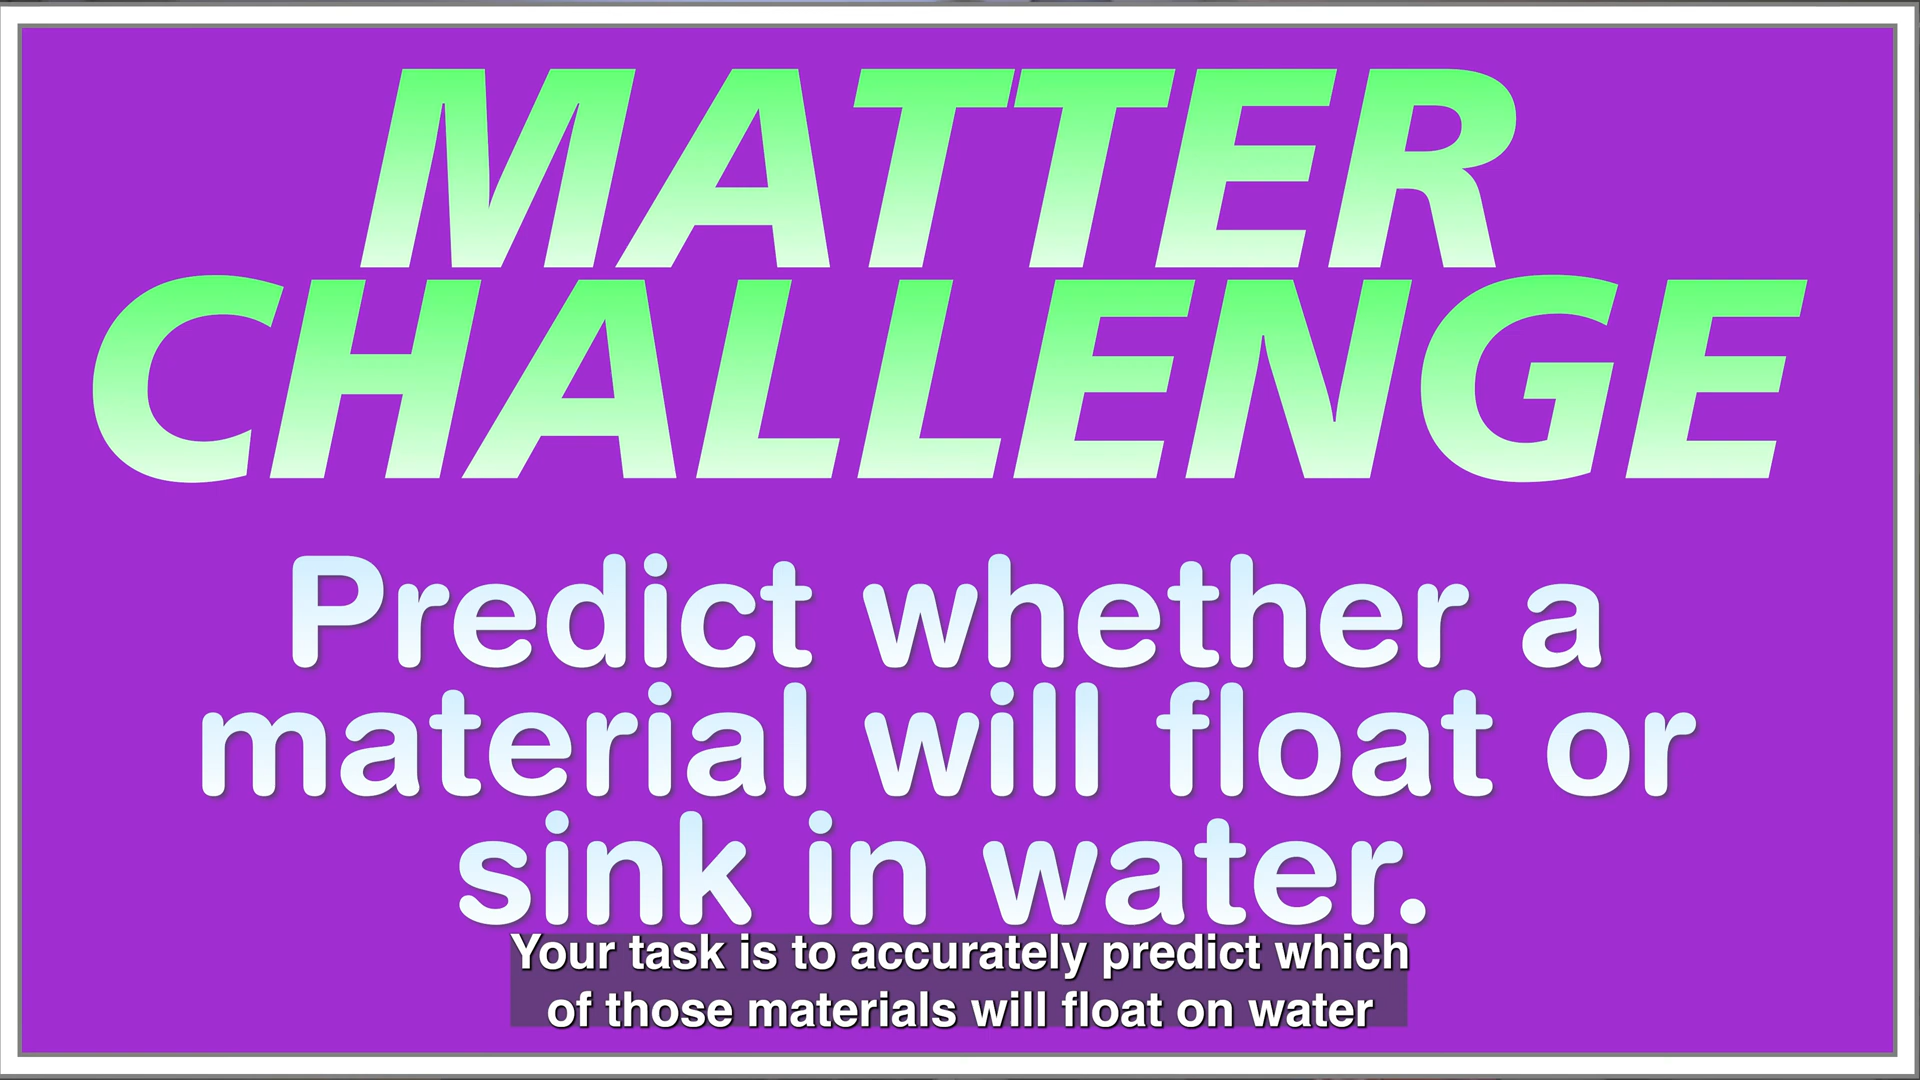 MATTER
CHALLENGE
Predict whether a
material will float or
sink in water.
Your task is to accurately predict which
of those materials will float on water